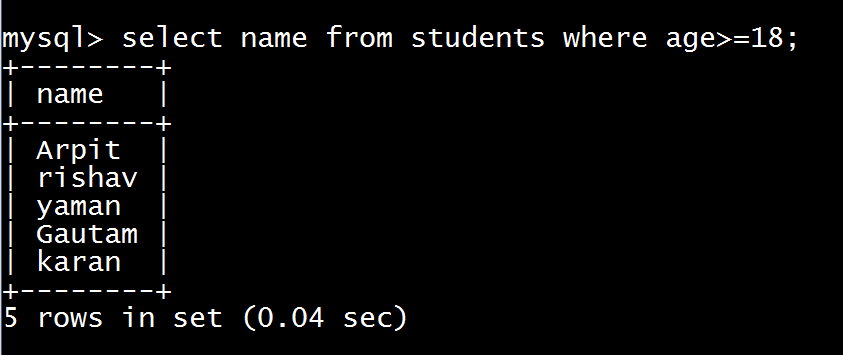 mysql> select name from students where age>=18;
+--------+
| name   |
+--------+
| Arpit  |
| rishav |
| yaman  |
| Gautam |
| karan  |
+--------+
5 rows in set (0.04 sec)